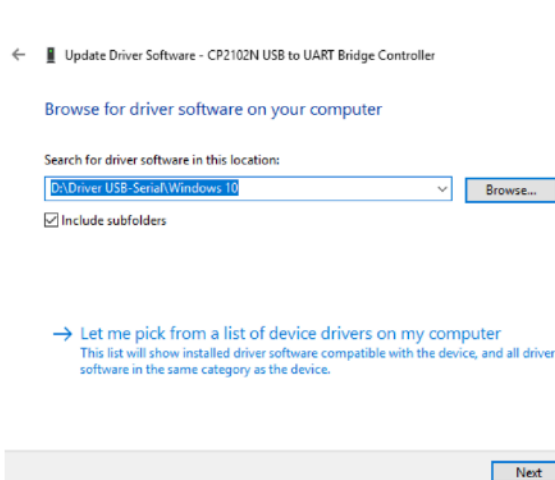 Update Driver Software - CP2102N USB to UART Bridge Controller
Browse for driver software on your computer
Search for driver software in this location:
D:\Driver USB-Serial\Windows 10
Browse...
Include subfolders
Let me pick from a list of device drivers on my computer
This list will show installed driver software compatible with the device, and all driver
software in the same category as the device.
Next